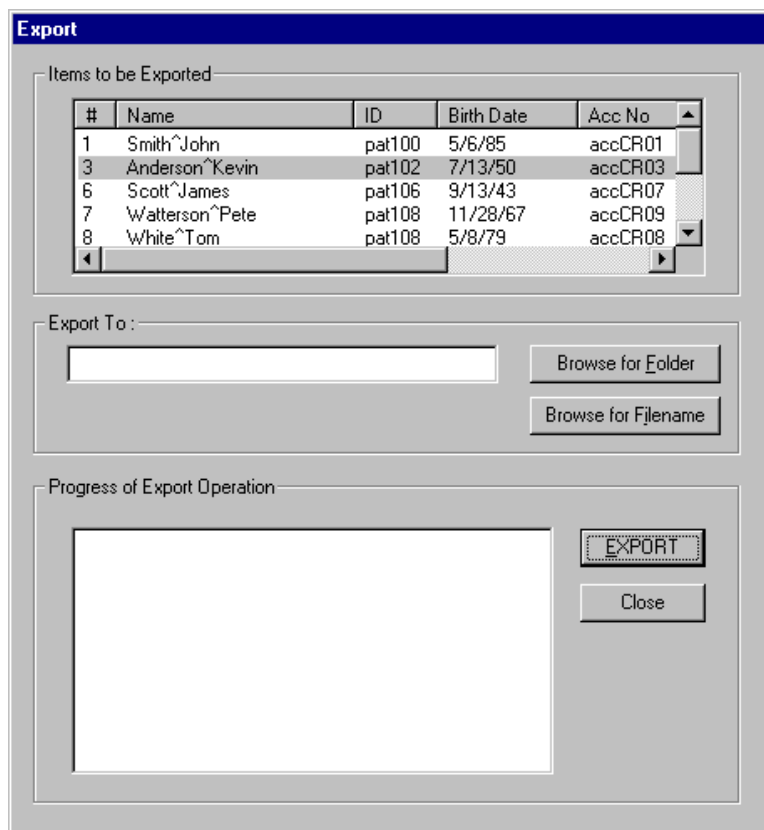 Export
Items to be Exported
# Name ID Birth Date Acc No
1 Smith^John pat100 5/6/85 accCR01
3 Anderson^Kevin pat102 7/13/50 accCR03
6 Scott^James pat106 9/13/43 accCR07
7 Watterson^Pete pat108 11/28/67 accCR09
8 White^Tom pat108 5/8/79 accCR08
Export To :
Browse for Folder
Browse for Filename
Progress of Export Operation
EXPORT
Close